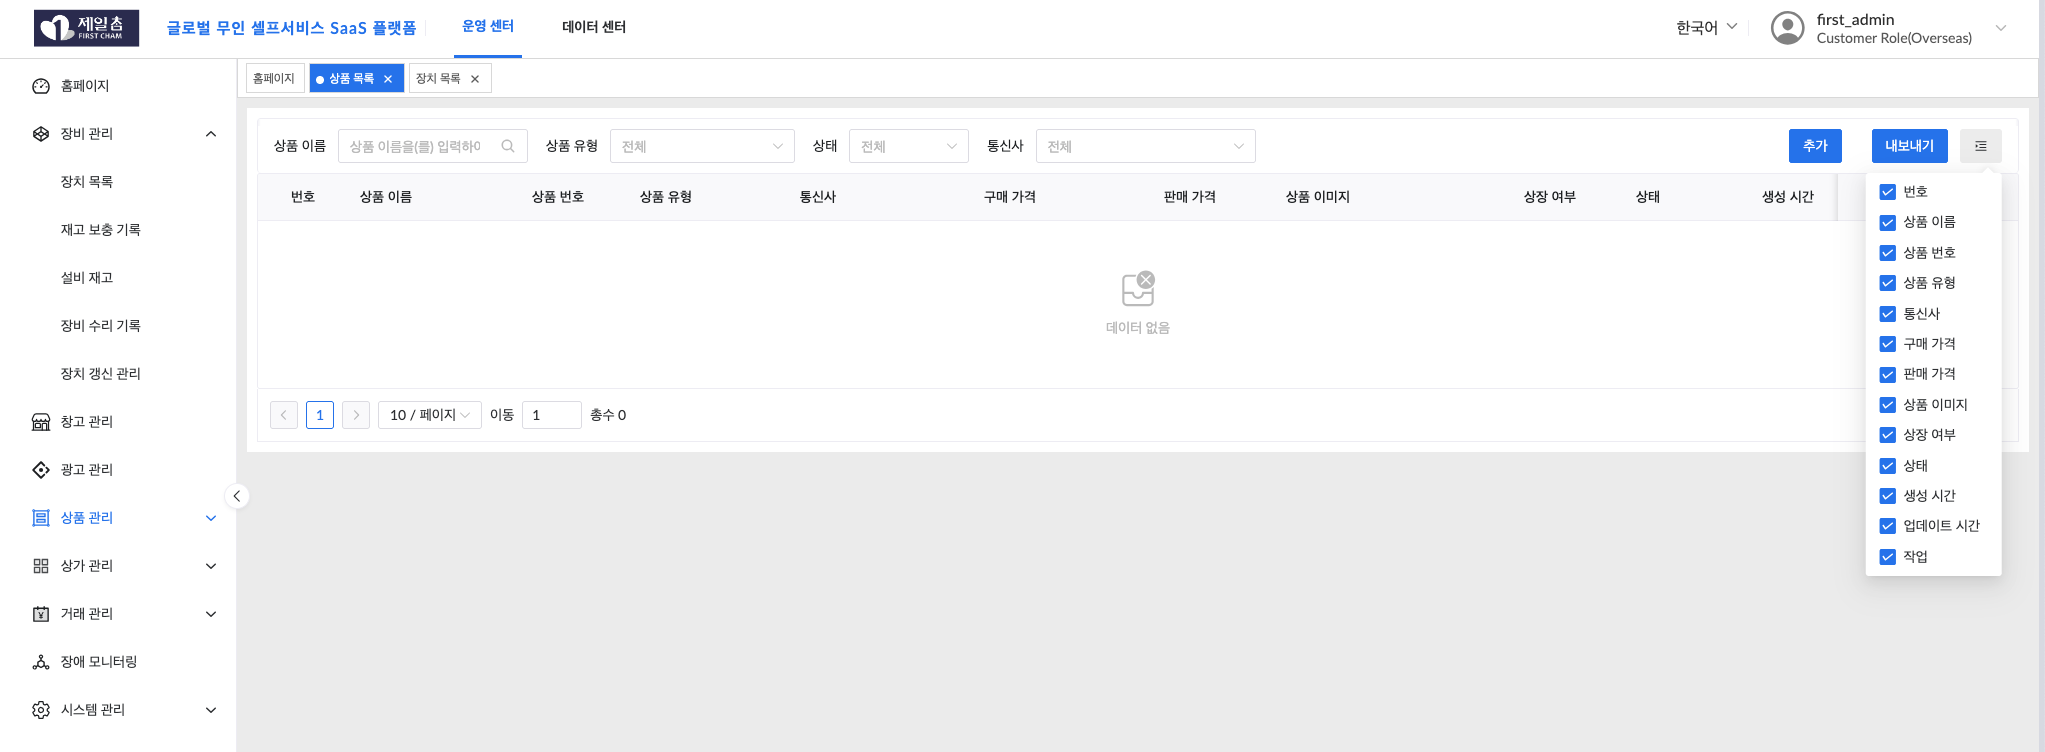 제일참
FIRST CHAM
글로벌 무인 셀프서비스 SaaS 플랫폼
운영 센터
데이터 센터
한국어
first_admin
Customer Role(Overseas)
홈페이지
상품 목록
장치 목록
홈페이지
장비 관리
장치 목록
재고 보충 기록
설비 재고
장비 수리 기록
장치 갱신 관리
창고 관리
광고 관리
상품 관리
상가 관리
거래 관리
장애 모니터링
시스템 관리
상품 이름 상품 이름을(를) 입력하여 상품 유형 전체 상태 전체 통신사 전체 추가 내보내기
번호 상품 이름 상품 번호 상품 유형 통신사 구매 가격 판매 가격 상품 이미지 상장 여부 상태 생성 시간
데이터 없음
1 10 / 페이지 이동 1 총수 0
번호
상품 이름
상품 번호
상품 유형
통신사
구매 가격
판매 가격
상품 이미지
상장 여부
상태
생성 시간
업데이트 시간
작업